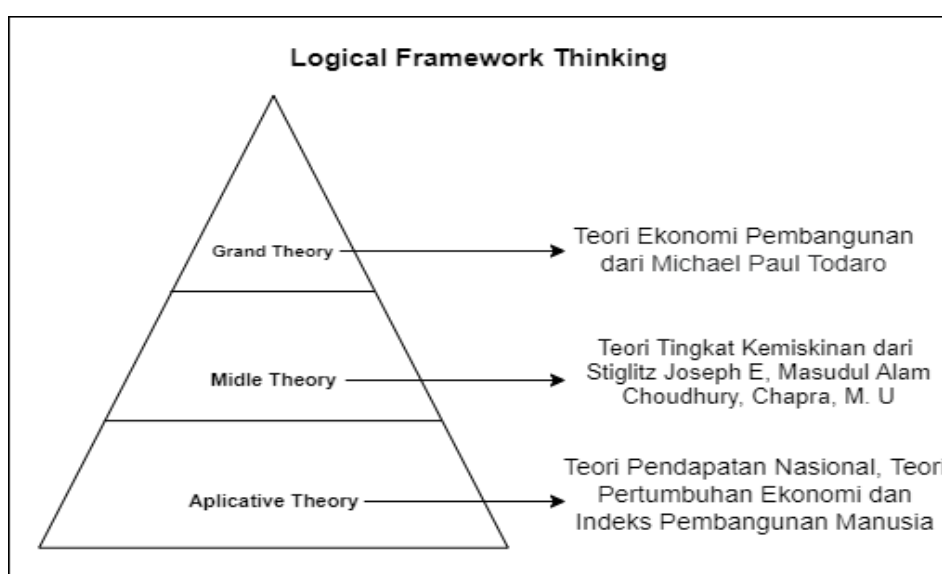 Logical Framework Thinking
Grand Theory
Teori Ekonomi Pembangunan
dari Michael Paul Todaro
Midle Theory
Teori Tingkat Kemiskinan dari
Stiglitz Joseph E, Masudul Alam
Choudhury, Chapra, M. U
Aplicative Theory
Teori Pendapatan Nasional, Teori
Pertumbuhan Ekonomi dan
Indeks Pembangunan Manusia